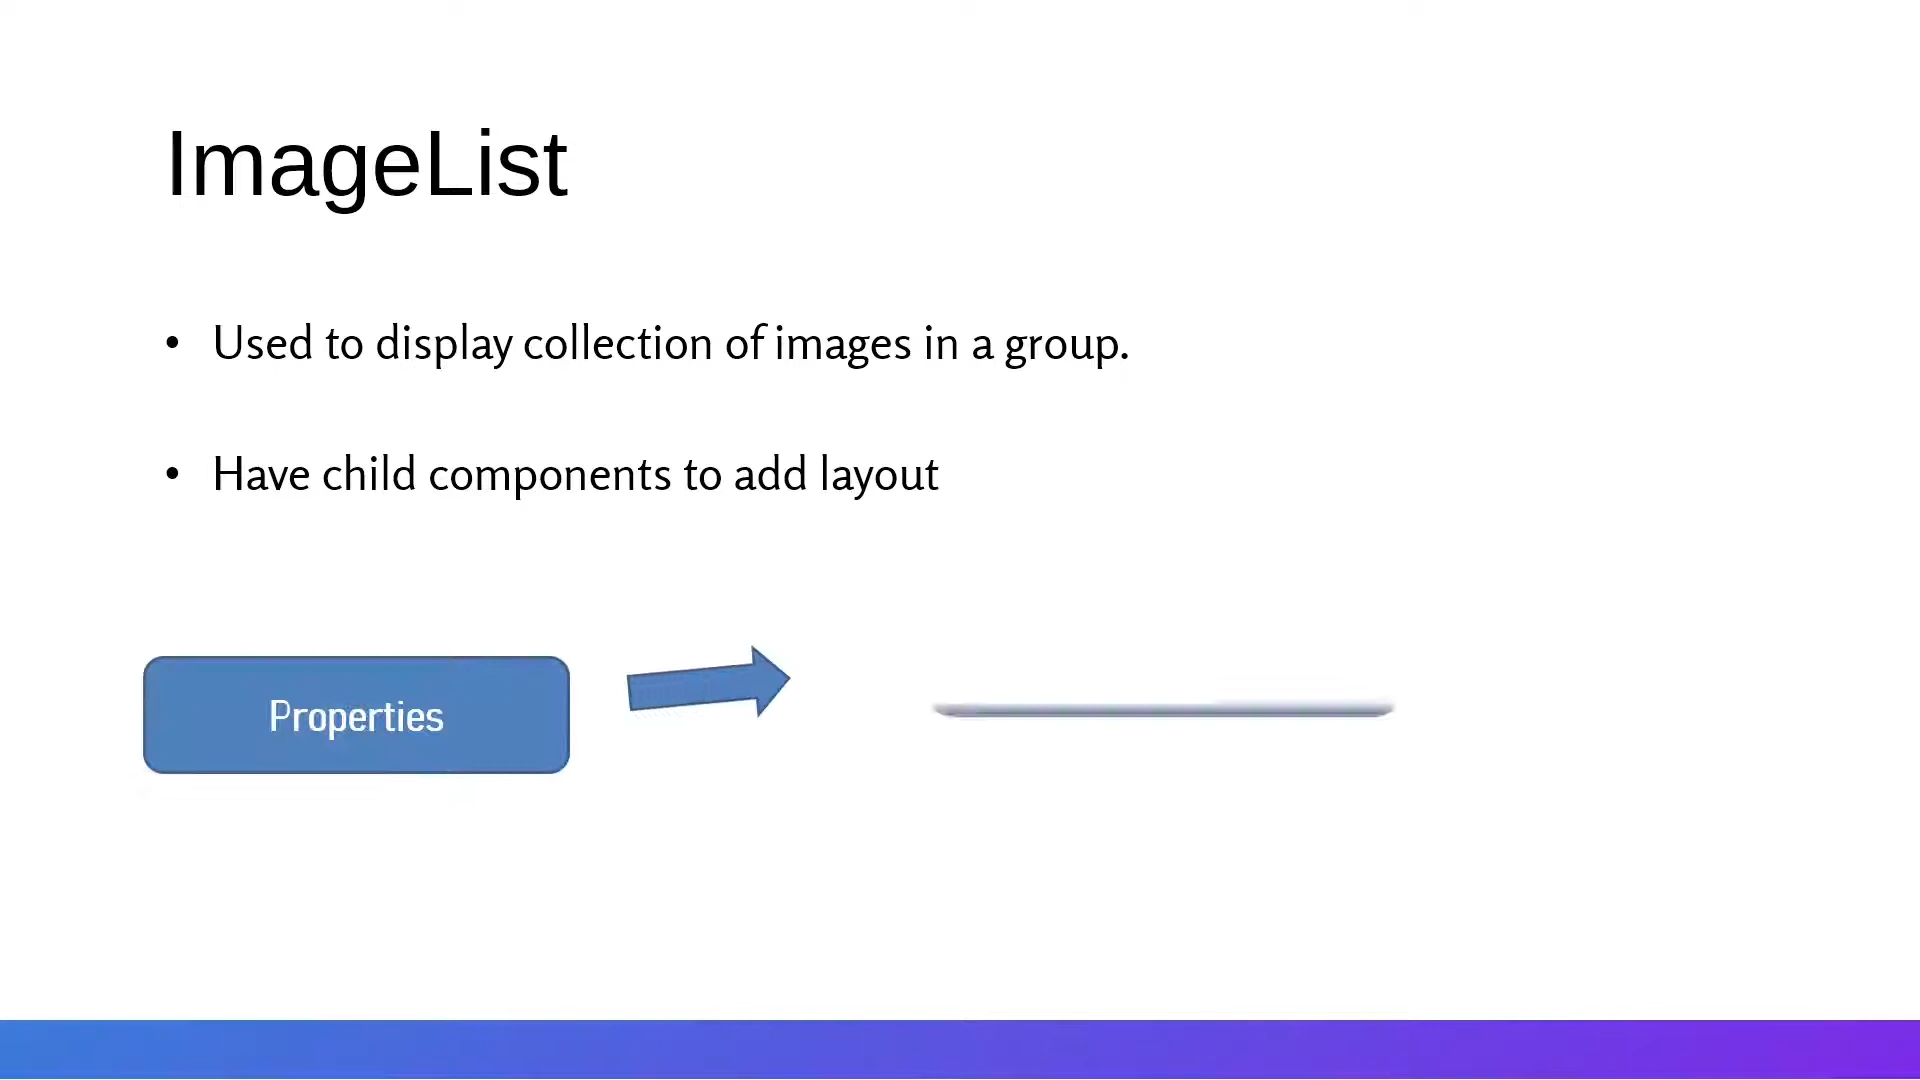 ImageList
• Used to display collection of images in a group.
• Have child components to add layout
Properties